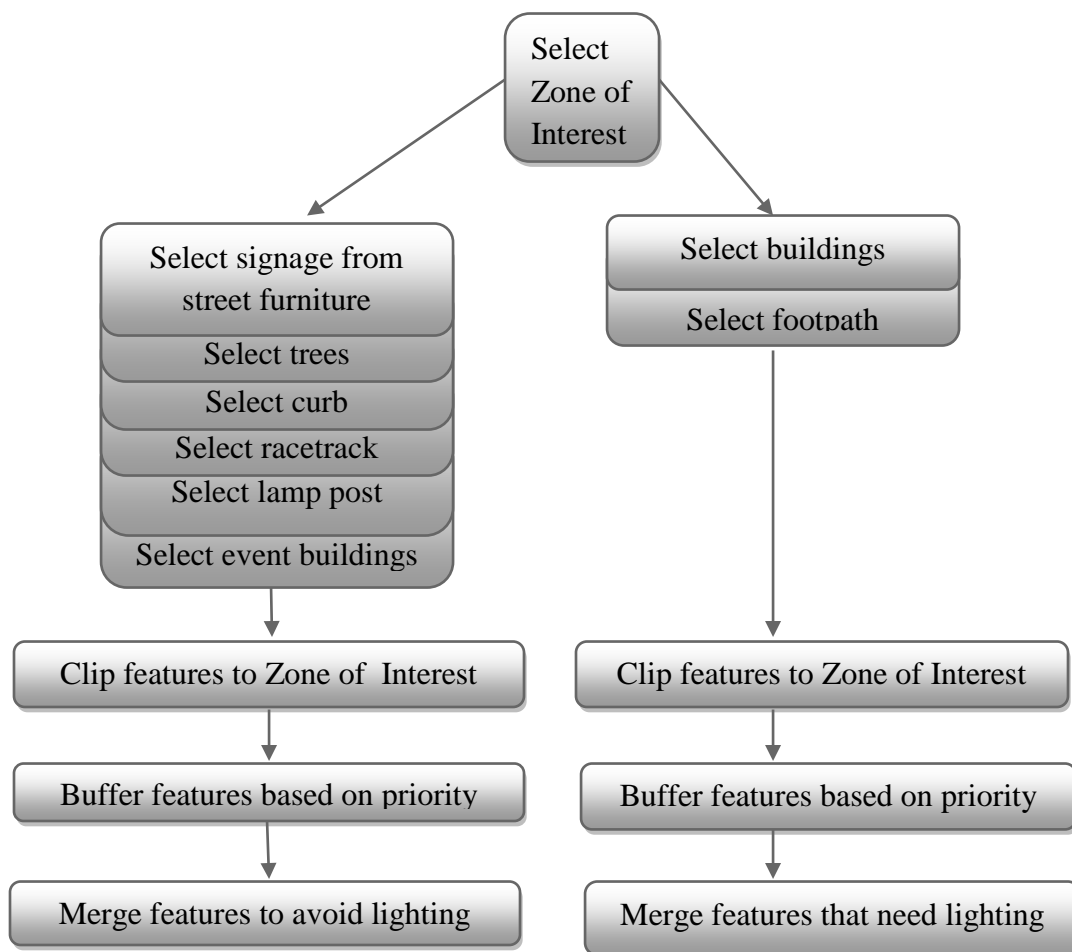 Select
Zone of
Interest
Select signage from
street furniture
Select trees
Select curb
Select racetrack
Select lamp post
Select event buildings
Select buildings
Select footpath
Clip features to Zone of Interest
Clip features to Zone of Interest
Buffer features based on priority
Buffer features based on priority
Merge features to avoid lighting
Merge features that need lighting